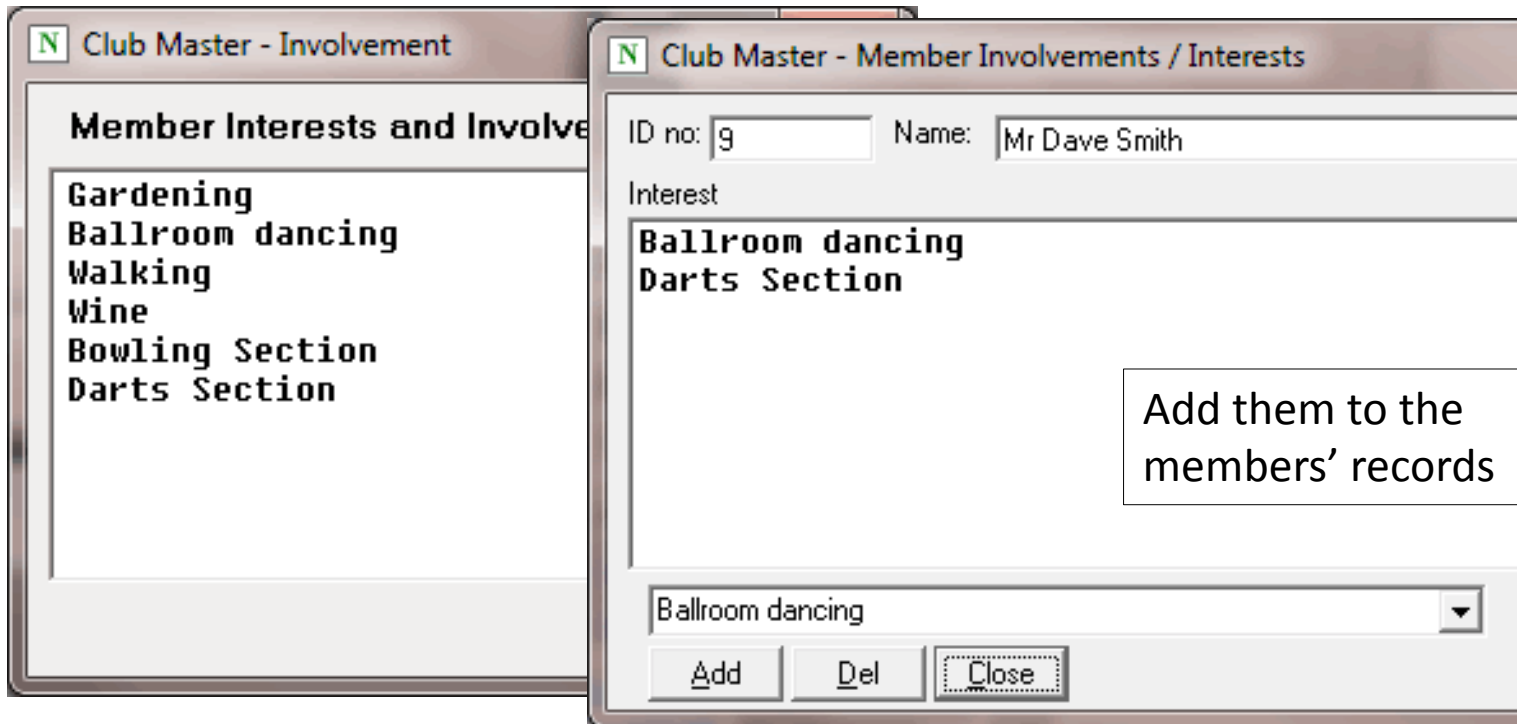 N Club Master - Involvement
Member Interests and Involve
Gardening
Ballroom dancing
Walking
Wine
Bowling Section
Darts Section
N Club Master - Member Involvements / Interests
ID no: 9 Name: Mr Dave Smith
Interest
Ballroom dancing
Darts Section
Add them to the
members’ records
Ballroom dancing
Add Del Close